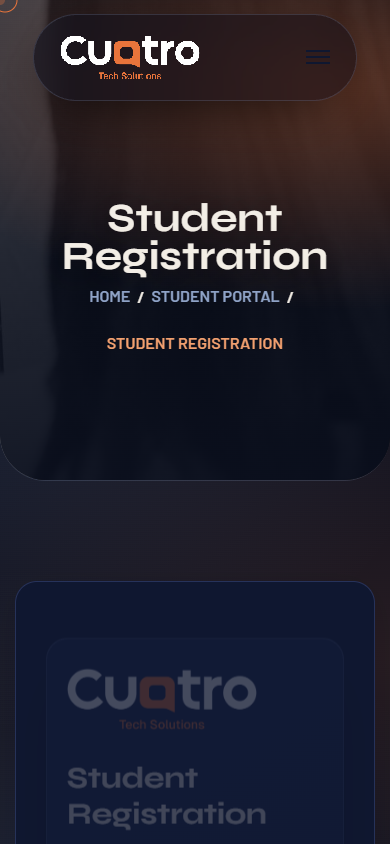 Cuatro
Tech Solutions
Student
Registration
HOME / STUDENT PORTAL /
STUDENT REGISTRATION
Cuatro
Tech Solutions
Student
Registration